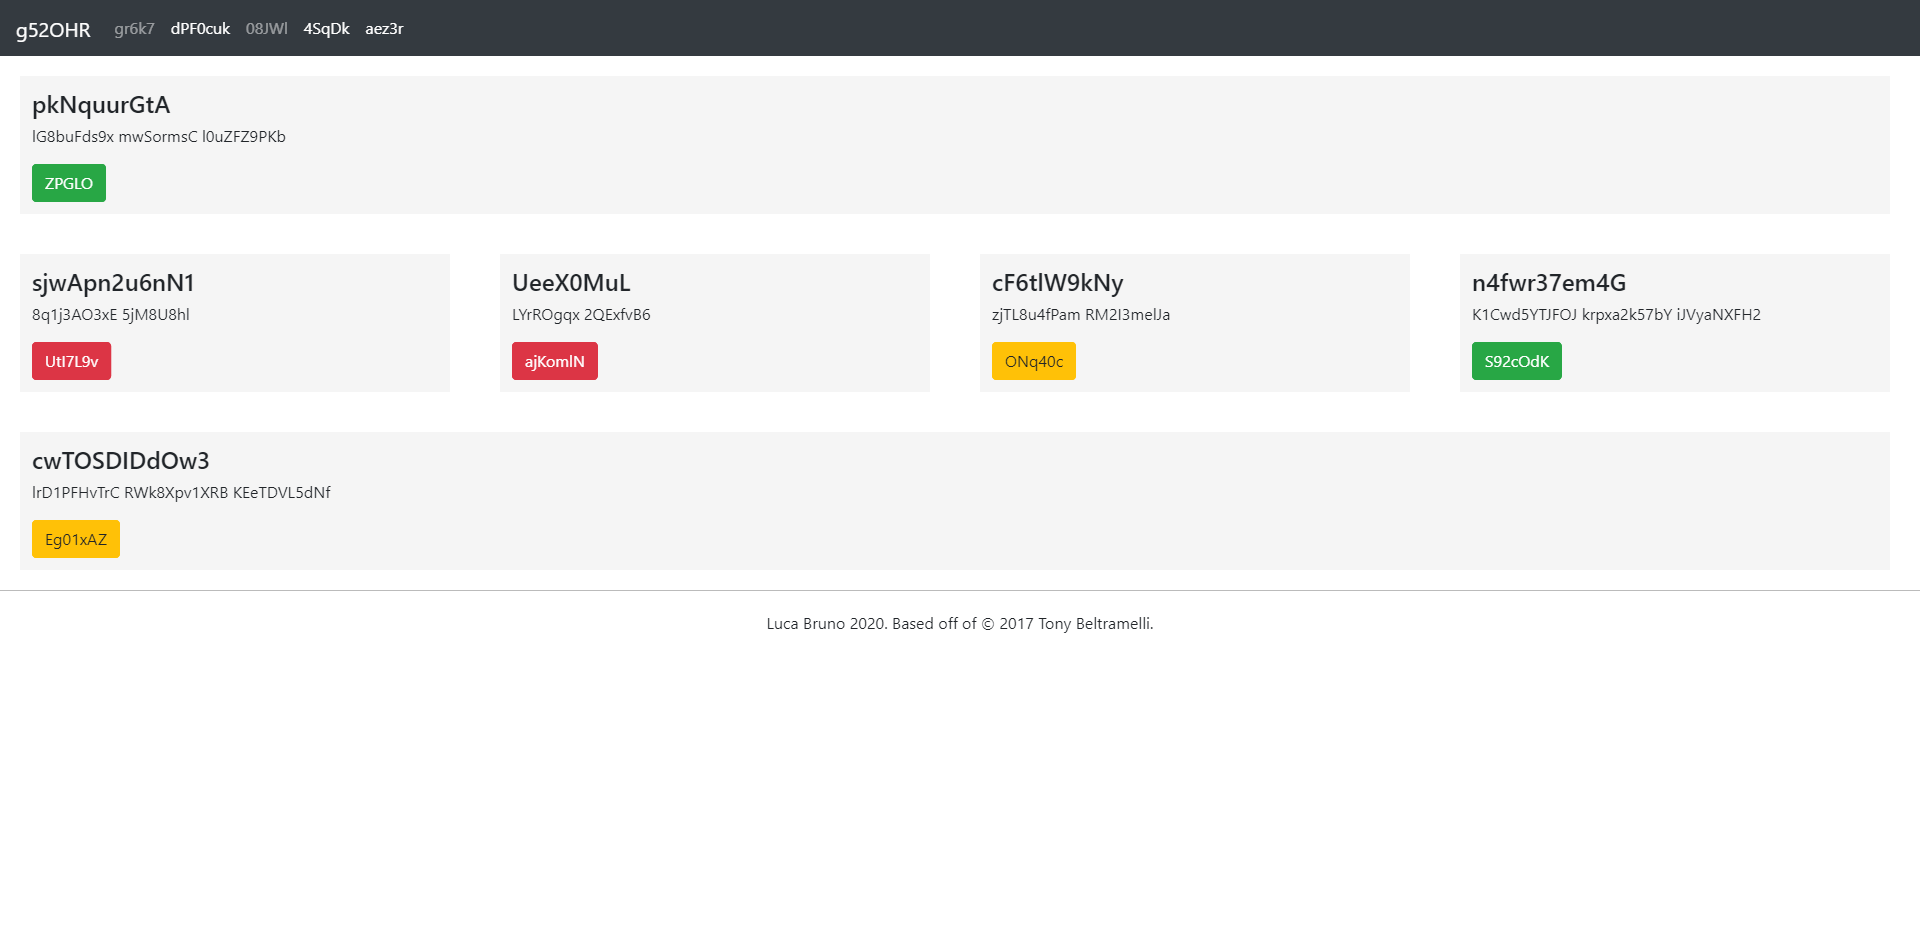 g52OHR gr6k7 dPF0cuk 08JWl 4SqDk aez3r
pkNquurGtA
lG8buFds9x mwSormsC l0uZFZ9PKb
ZPGLO
sjwApn2u6nN1
8q1j3AO3xE 5jM8U8hl
UtI7L9v
UeeX0MuL
LYrROgqx 2QExfvB6
ajKomlN
cF6tlW9kNy
zjTL8u4fPam RM2I3melJa
ONq40c
n4fwr37em4G
K1Cwd5YTJFOJ krpxa2k57bY iJVyaNXFH2
S92cOdK
cwTOSDIDdOw3
lrD1PFHvTrC RWk8Xpv1XRB KEeTDVL5dNf
Eg01xAZ
Luca Bruno 2020. Based off of © 2017 Tony Beltramelli.